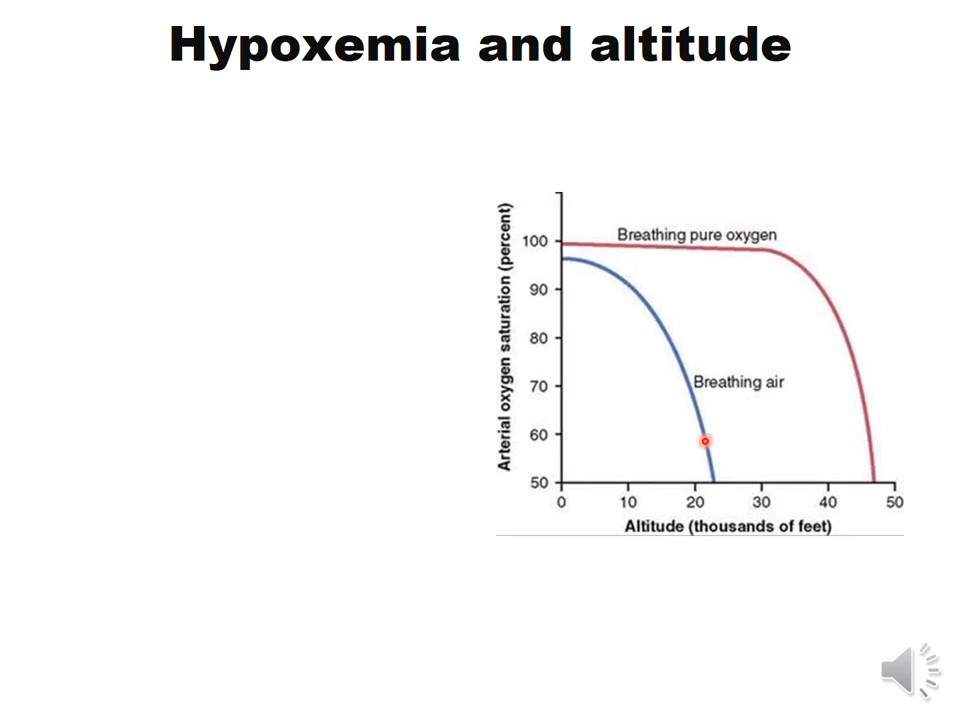 Hypoxemia and altitude
Arterial oxygen saturation (percent)
100
90
80
70
60
50
Breathing pure oxygen
Breathing air
0 10 20 30 40 50
Altitude (thousands of feet)